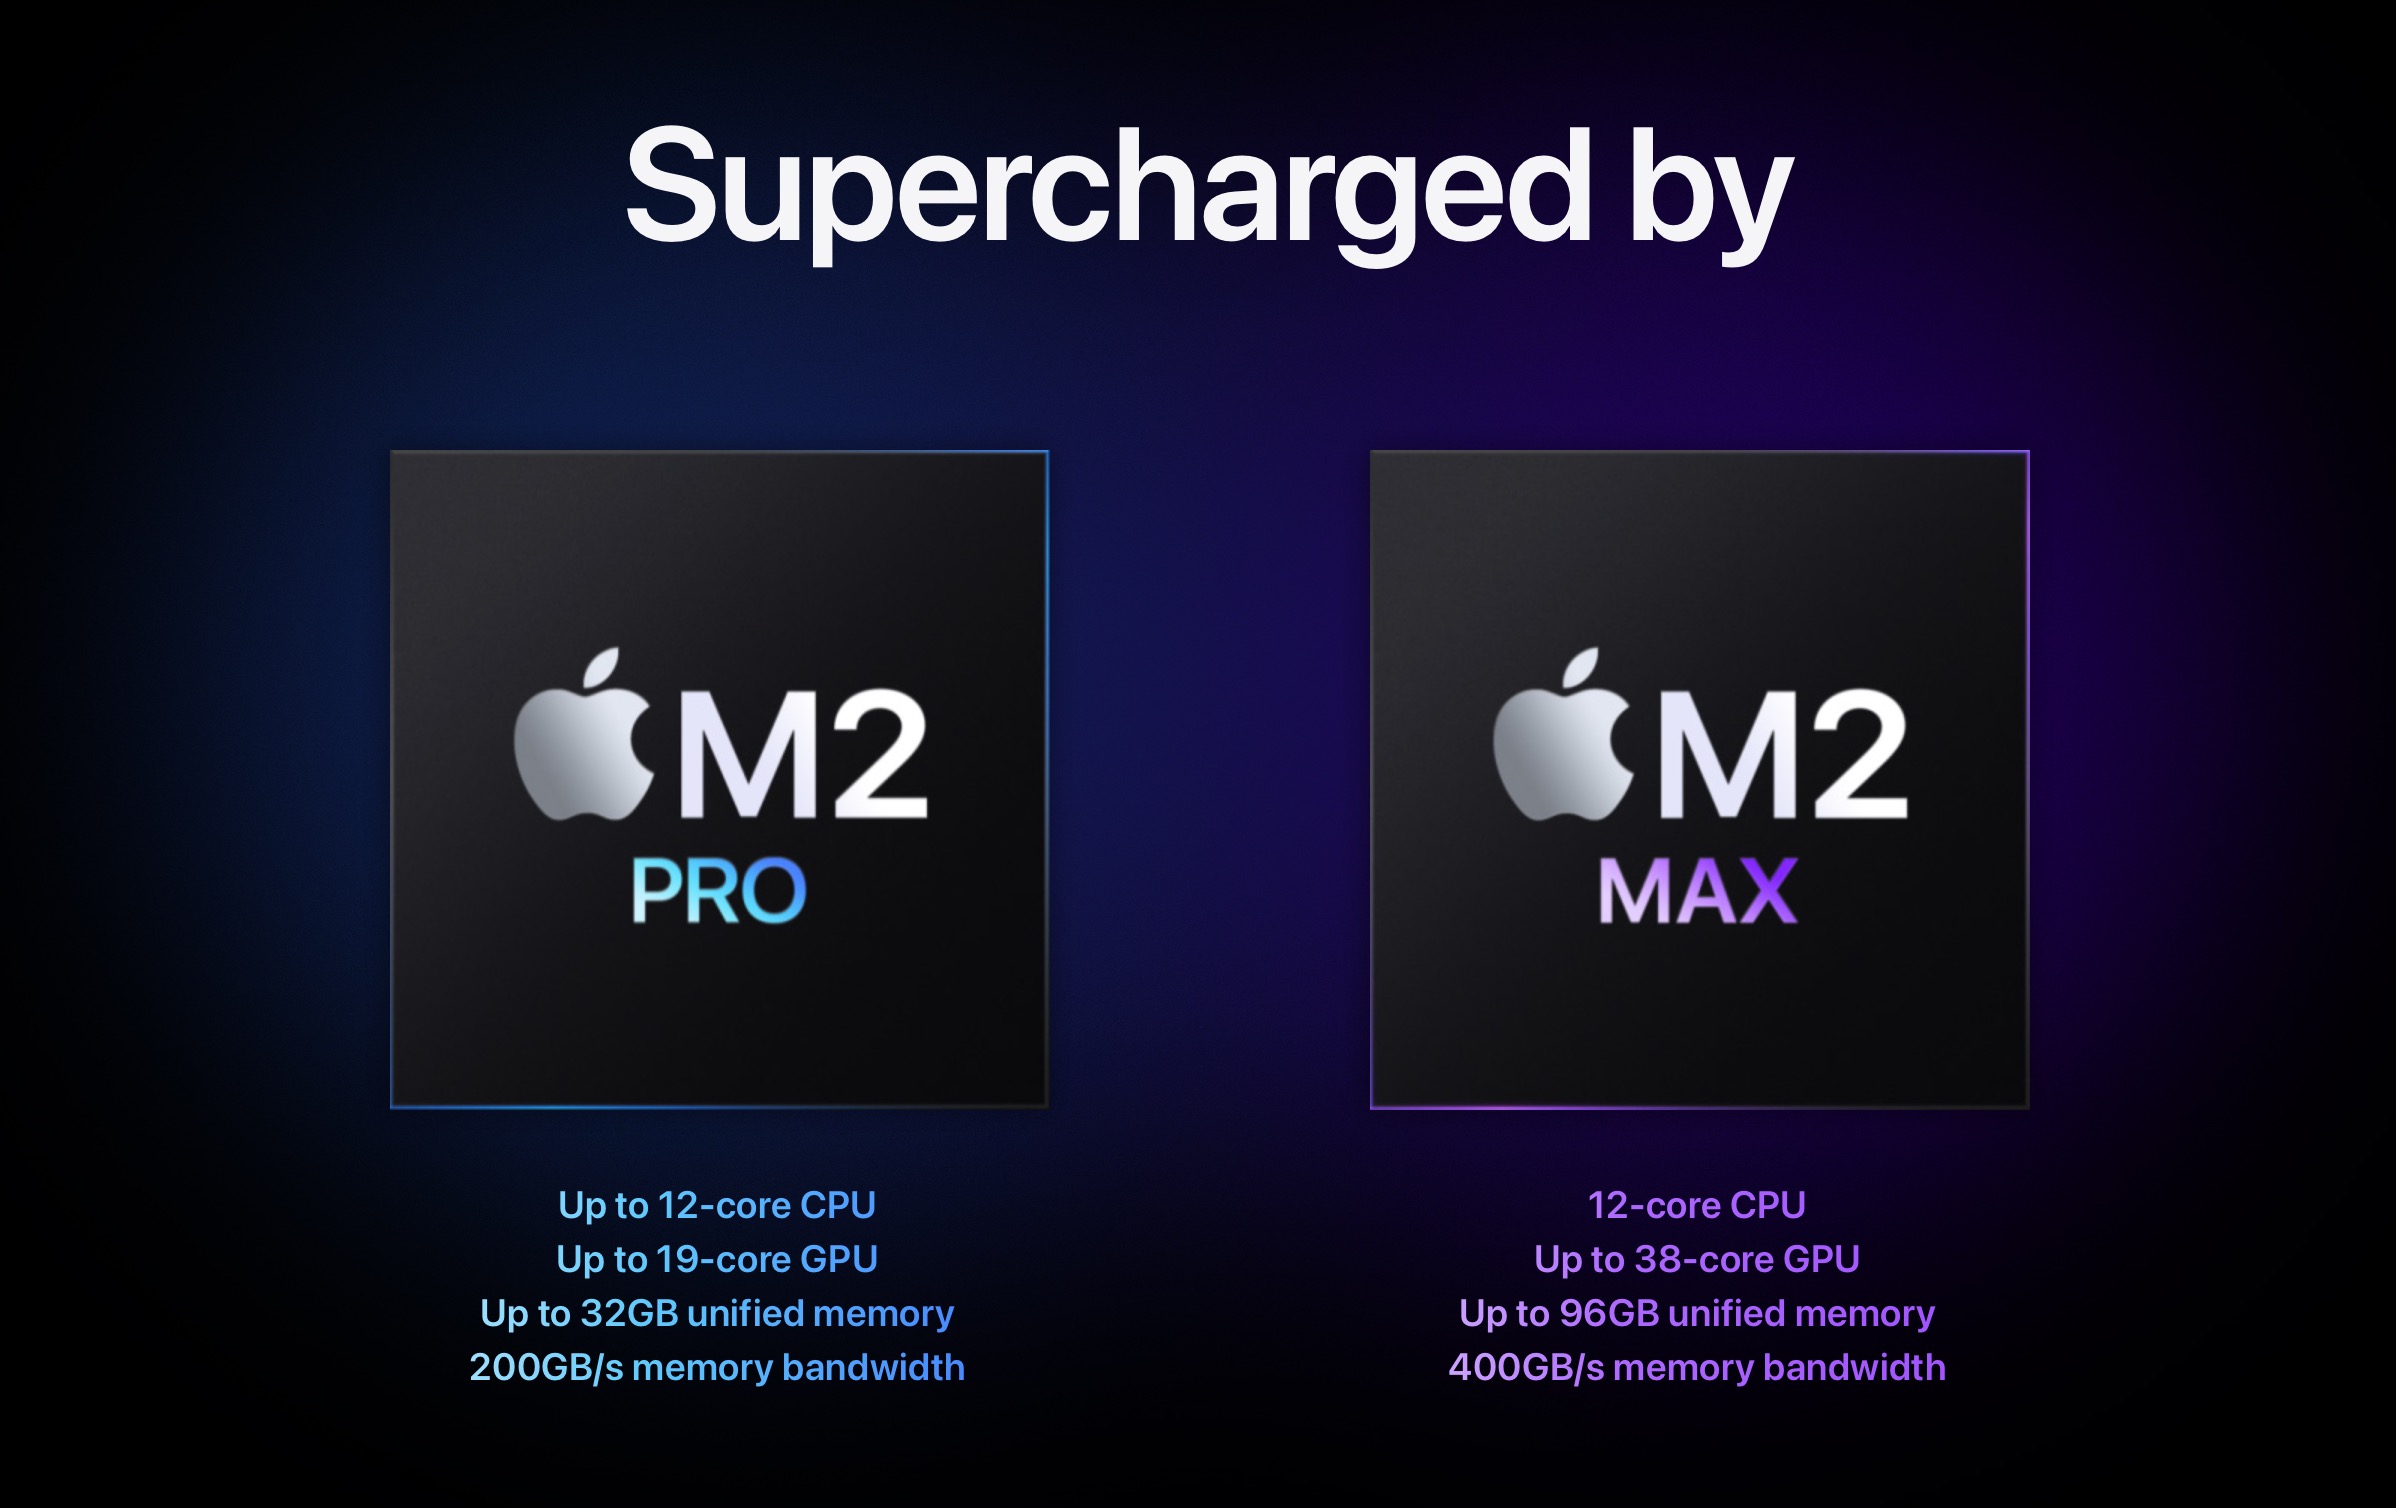 Supercharged by
M2
PRO
Up to 12-core CPU
Up to 19-core GPU
Up to 32GB unified memory
200GB/s memory bandwidth
M2
MAX
12-core CPU
Up to 38-core GPU
Up to 96GB unified memory
400GB/s memory bandwidth